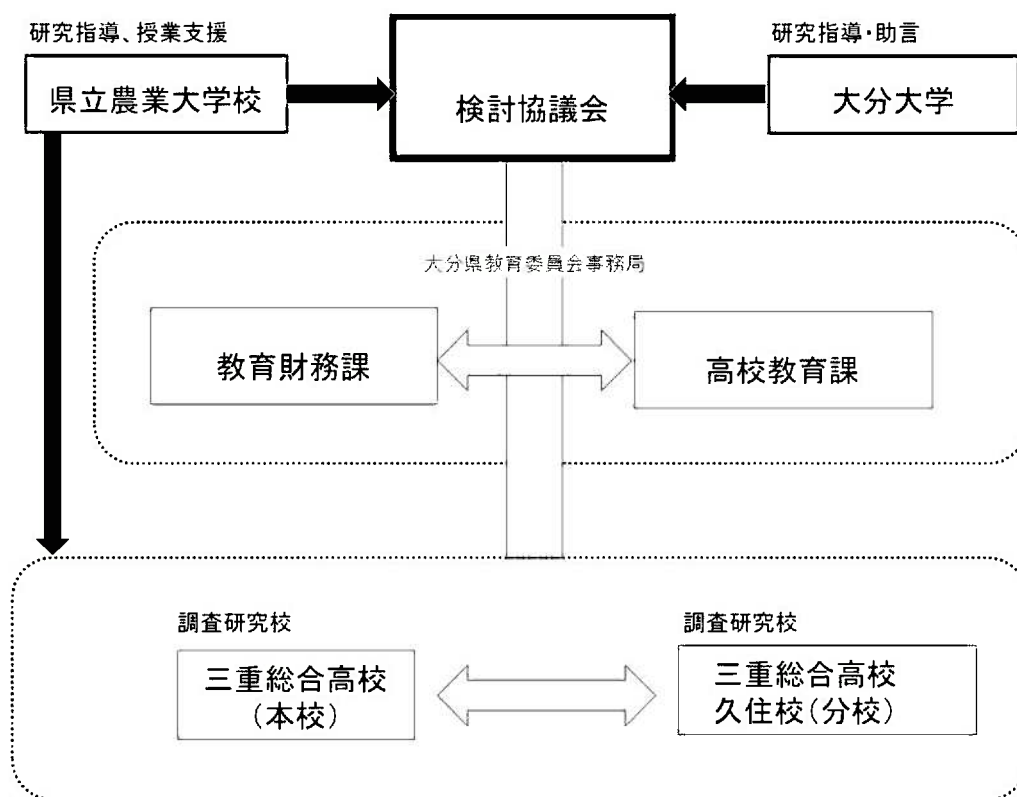 研究指導、授業支援
研究指導・助言
県立農業大学校
検討協議会
大分大学
大分県教育委員会事務局
教育財務課
高校教育課
調査研究校
調査研究校
三重総合高校
(本校)
三重総合高校
久住校(分校)